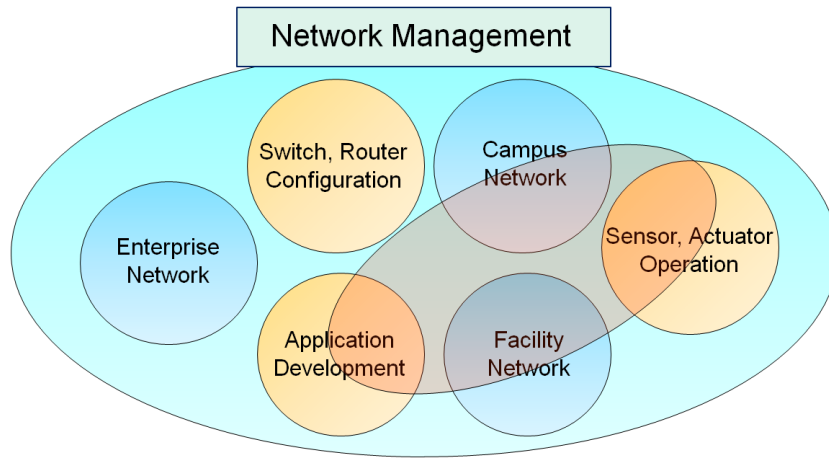 Network Management
Switch, Router
Configuration
Campus
Network
Enterprise
Network
Sensor, Actuator
Operation
Application
Development
Facility
Network